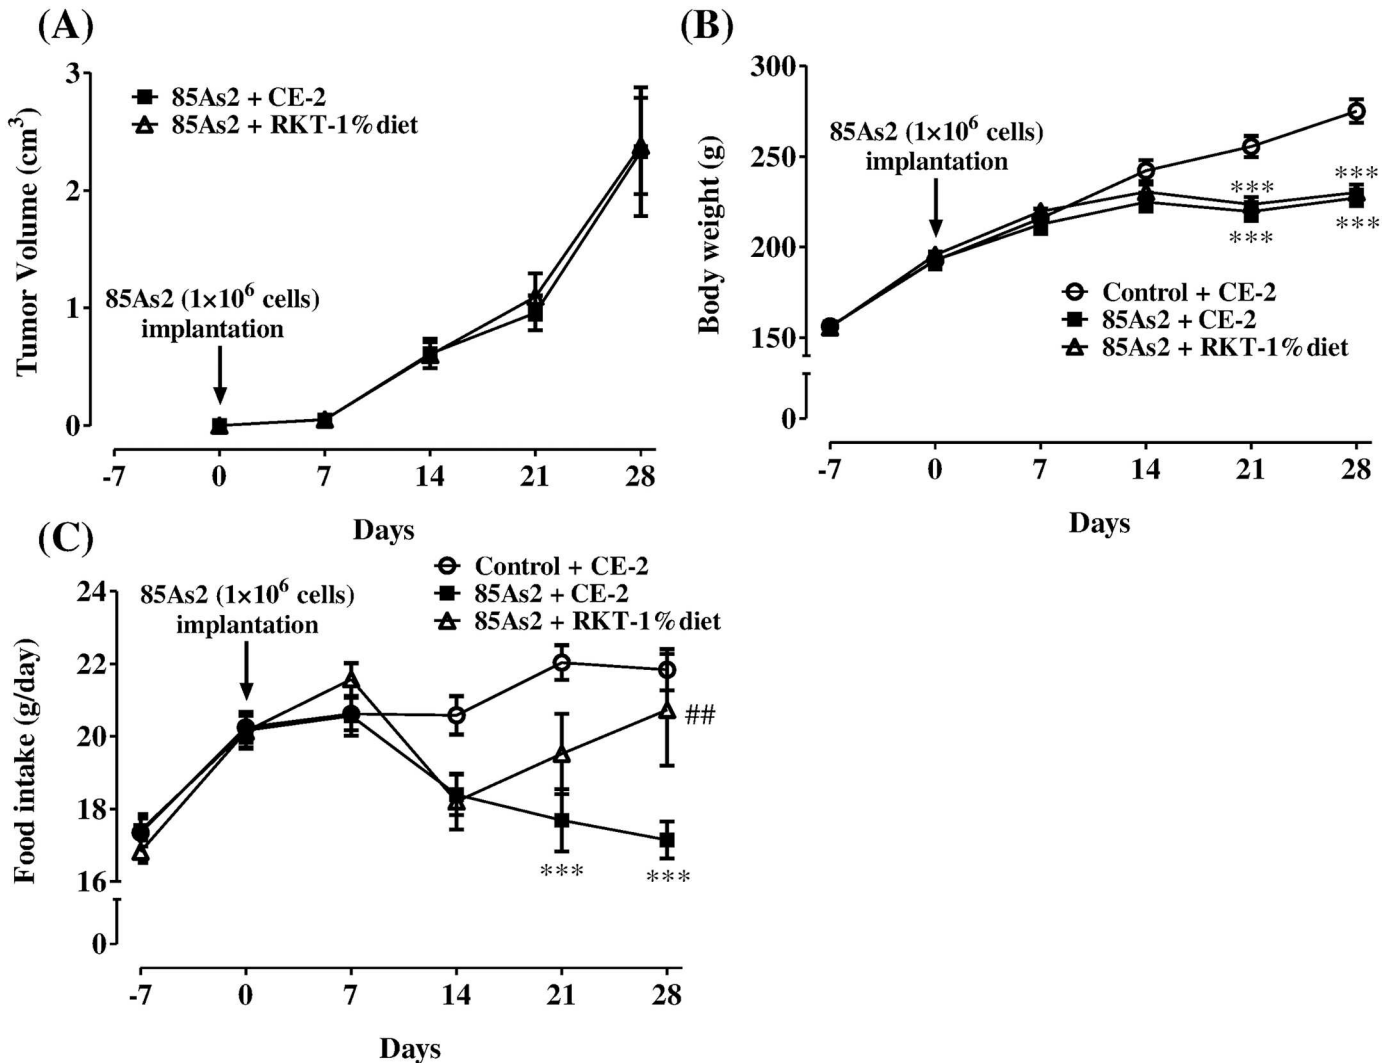 (A)
85As2 + CE-2
85As2 + RKT-1% diet
85As2 (1×10⁶ cells)
implantation
Tumor Volume (cm³)
3
2
1
0
-7 0 7 14 21 28
Days
(B)
85As2 (1×10⁶ cells)
implantation
Body weight (g)
300
250
200
150
0
***
***
***
***
Control + CE-2
85As2 + CE-2
85As2 + RKT-1% diet
-7 0 7 14 21 28
Days
(C)
Control + CE-2
85As2 + CE-2
85As2 + RKT-1% diet
85As2 (1×10⁶ cells)
implantation
Food intake (g/day)
24
22
20
18
16
0
##
***
***
-7 0 7 14 21 28
Days